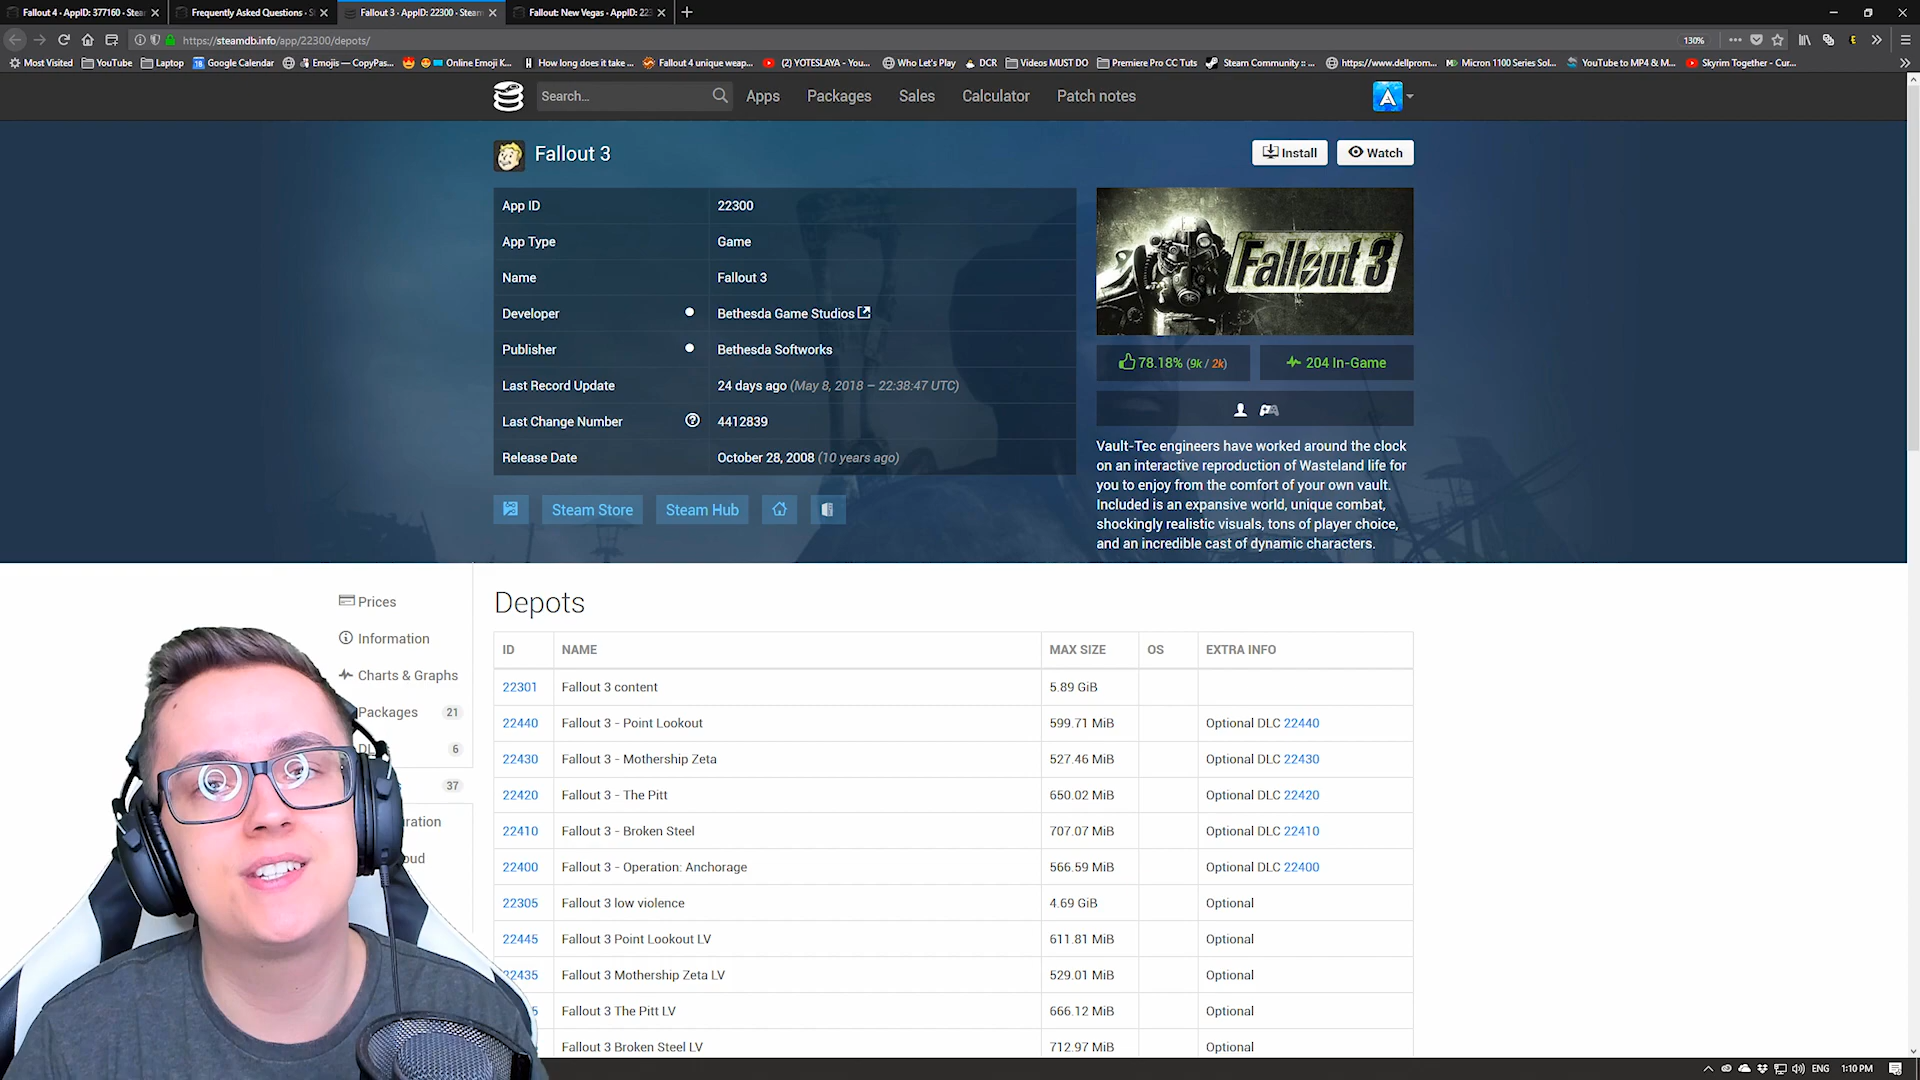 Fallout 4 · AppID: 377160 · Stea
Frequently Asked Questions · S
Fallout 3 · AppID: 22300 · Steam
Fallout: New Vegas · AppID: 223
https://steamdb.info/app/22300/depots/
130%
Most Visited
YouTube
Laptop
Google Calendar
Emojis — CopyPas...
Online Emoji K...
How long does it take ...
Fallout 4 unique weap...
(2) YOTESLAYA - You...
Who Let's Play
DCR
Videos MUST DO
Premiere Pro CC Tuts
Steam Community :: ...
https://www.dellprom...
Micron 1100 Series Sol...
YouTube to MP4 & M...
Skyrim Together - Cur...
Search...
Apps
Packages
Sales
Calculator
Patch notes
Fallout 3
Install
Watch
App ID 22300
App Type Game
Name Fallout 3
Developer Bethesda Game Studios
Publisher Bethesda Softworks
Last Record Update 24 days ago (May 8, 2018 – 22:38:47 UTC)
Last Change Number 4412839
Release Date October 28, 2008 (10 years ago)
Steam Store
Steam Hub
Fallout 3
78.18% (9k / 2k)
204 In-Game
Vault-Tec engineers have worked around the clock
on an interactive reproduction of Wasteland life for
you to enjoy from the comfort of your own vault.
Included is an expansive world, unique combat,
shockingly realistic visuals, tons of player choice,
and an incredible cast of dynamic characters.
Prices
Information
Charts & Graphs
Packages 21
6
37
Depots
ID NAME MAX SIZE OS EXTRA INFO
22301 Fallout 3 content 5.89 GiB
22440 Fallout 3 - Point Lookout 599.71 MiB Optional DLC 22440
22430 Fallout 3 - Mothership Zeta 527.46 MiB Optional DLC 22430
22420 Fallout 3 - The Pitt 650.02 MiB Optional DLC 22420
22410 Fallout 3 - Broken Steel 707.07 MiB Optional DLC 22410
22400 Fallout 3 - Operation: Anchorage 566.59 MiB Optional DLC 22400
22305 Fallout 3 low violence 4.69 GiB Optional
22445 Fallout 3 Point Lookout LV 611.81 MiB Optional
22435 Fallout 3 Mothership Zeta LV 529.01 MiB Optional
Fallout 3 The Pitt LV 666.12 MiB Optional
Fallout 3 Broken Steel LV 712.97 MiB Optional
ENG
1:10 PM